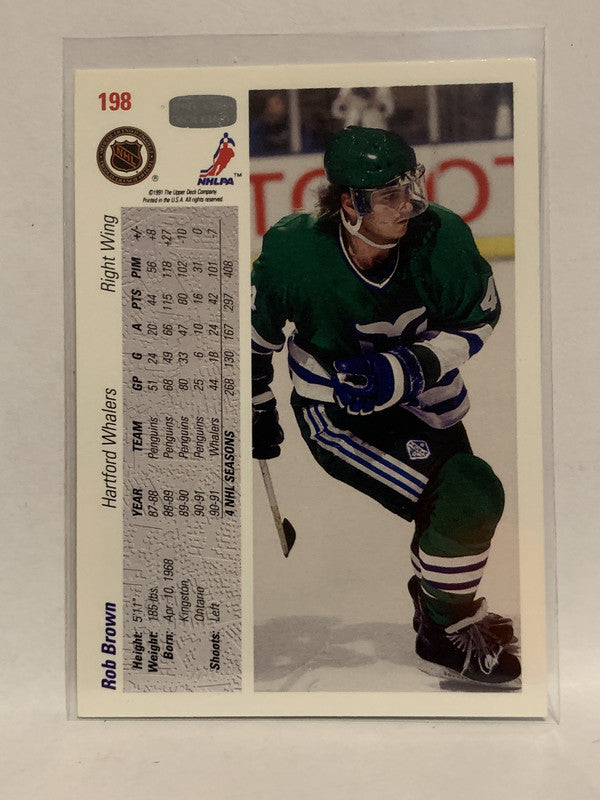 198
NHL
®
NHLPA™
©1991 The Upper Deck Company.
Printed in the U.S.A. All rights reserved.
Rob Brown Hartford Whalers Right Wing
Height: 5'11"
Weight: 185 lbs.
Born: Apr. 10, 1968
Kingston,
Ontario
Shoots: Left
YEAR TEAM GP G A PTS PIM +/-
87-88 Penguins 51 24 20 44 56 +8
88-89 Penguins 68 49 66 115 118 +27
89-90 Penguins 80 33 47 80 102 -10
90-91 Penguins 25 6 10 16 31 0
90-91 Whalers 44 18 24 42 101 -7
4 NHL SEASONS 268 130 167 297 408
4